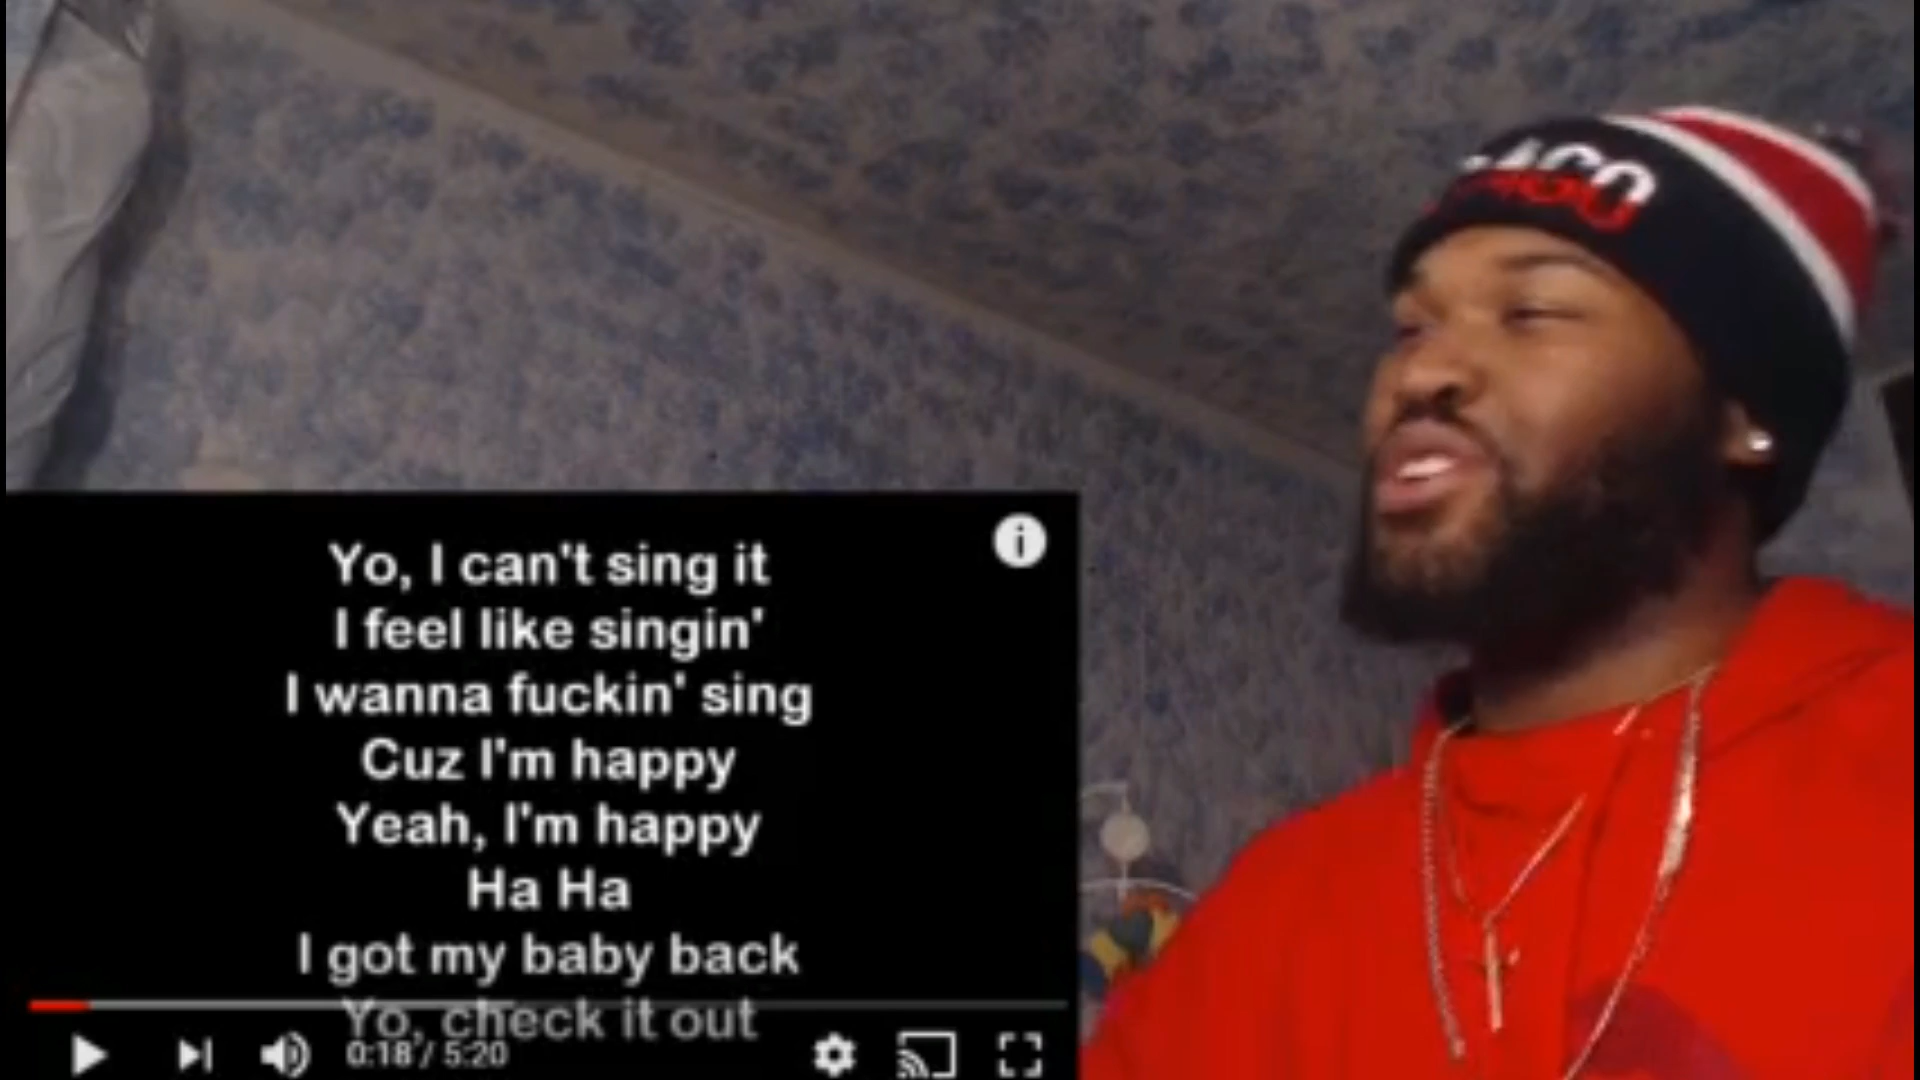 Yo, I can't sing it
I feel like singin'
I wanna fuckin' sing
Cuz I'm happy
Yeah, I'm happy
Ha Ha
I got my baby back
Yo, check it out
0:18 / 5:20